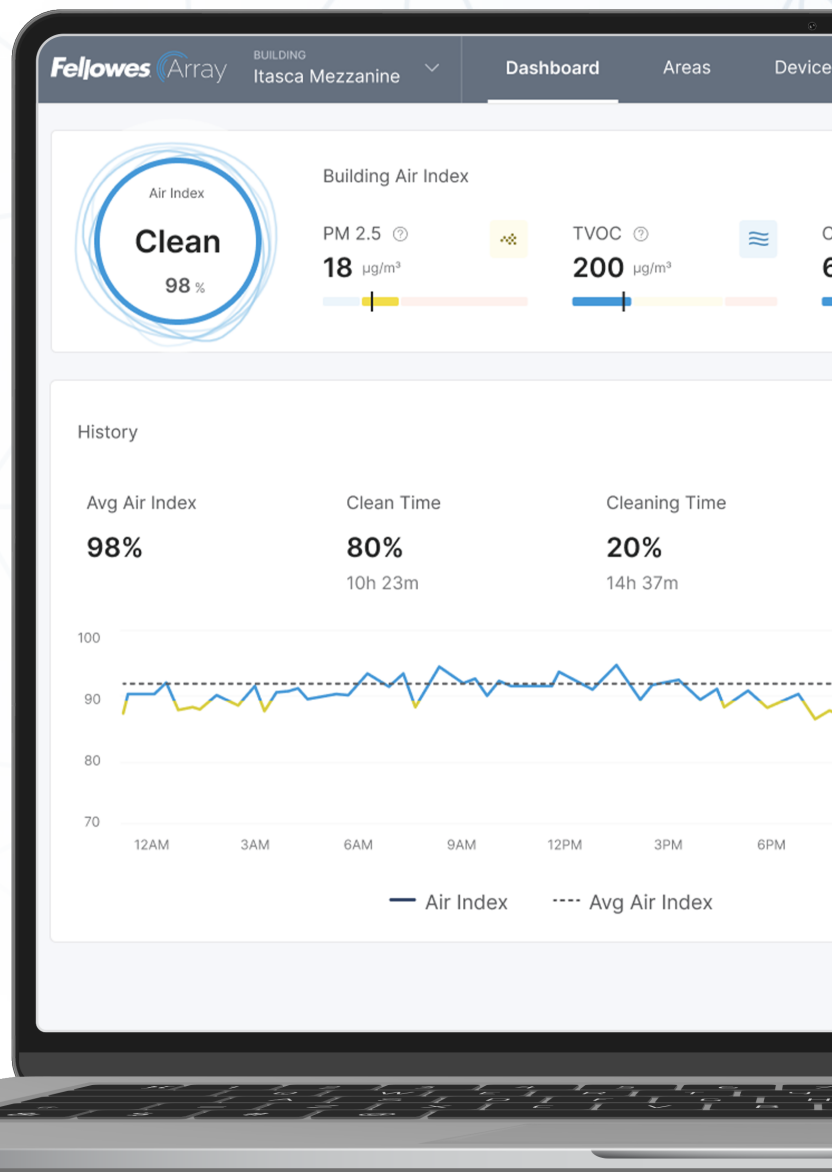 Fellowes Array
BUILDING
Itasca Mezzanine
Dashboard
Areas
Device
Air Index
Clean
98 %
Building Air Index
PM 2.5 ?
18 µg/m³
TVOC ?
200 µg/m³
History
Avg Air Index
98%
Clean Time
80%
10h 23m
Cleaning Time
20%
14h 37m
100
90
80
70
12AM 3AM 6AM 9AM 12PM 3PM 6PM
Air Index
Avg Air Index